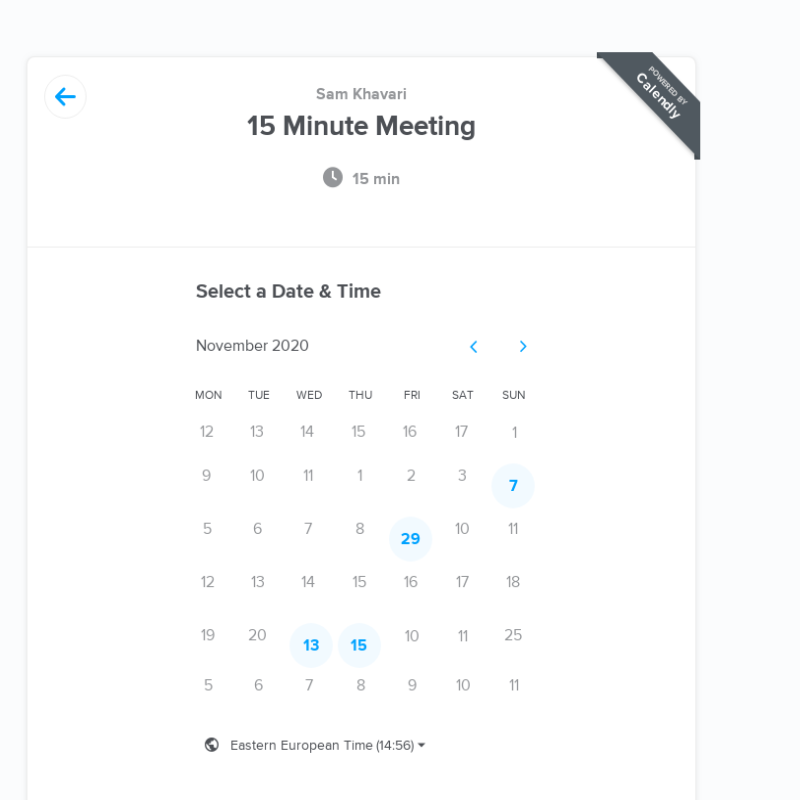 POWERED BY
Calendly
Sam Khavari
15 Minute Meeting
15 min
Select a Date & Time
November 2020
MON TUE WED THU FRI SAT SUN
12 13 14 15 16 17 1
9 10 11 1 2 3 7
5 6 7 8 29 10 11
12 13 14 15 16 17 18
19 20 13 15 10 11 25
5 6 7 8 9 10 11
Eastern European Time (14:56)